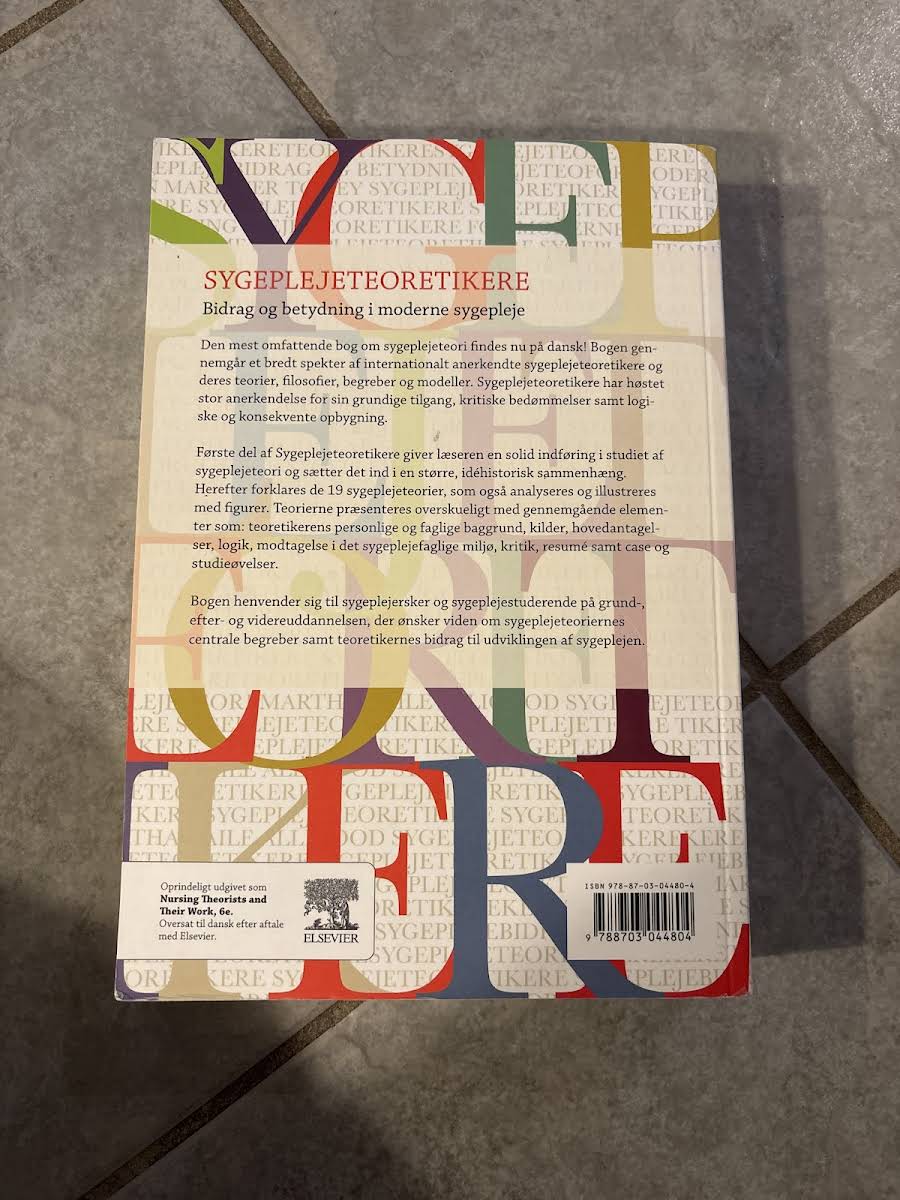 SYGEP
SYGEPLEJETEORETIKERE
Bidrag og betydning i moderne sygepleje
Den mest omfattende bog om sygeplejeteori findes nu på dansk! Bogen gen-
nemgår et bredt spekter af internationalt anerkendte sygeplejeteoretikere og
deres teorier, filosofier, begreber og modeller. Sygeplejeteoretikere har høstet
stor anerkendelse for sin grundige tilgang, kritiske bedømmelser samt logi-
ske og konsekvente opbygning.
Første del af Sygeplejeteoretikere giver læseren en solid indføring i studiet af
sygeplejeteori og sætter det ind i en større, idéhistorisk sammenhæng.
Herefter forklares de 19 sygeplejeteorier, som også analyseres og illustreres
med figurer. Teorierne præsenteres overskueligt med gennemgående elemen-
ter som: teoretikerens personlige og faglige baggrund, kilder, hovedantagel-
ser, logik, modtagelse i det sygeplejefaglige miljø, kritik, resumé samt case og
studieøvelser.
Bogen henvender sig til sygeplejersker og sygeplejestuderende på grund-,
efter- og videreuddannelsen, der ønsker viden om sygeplejeteoriernes
centrale begreber samt teoretikernes bidrag til udviklingen af sygeplejen.
LEJET
EORET
IKERE
Oprindeligt udgivet som
Nursing Theorists and
Their Work, 6e.
Oversat til dansk efter aftale
med Elsevier.
ELSEVIER
ISBN 978-87-03-04480-4
9 788703 044804